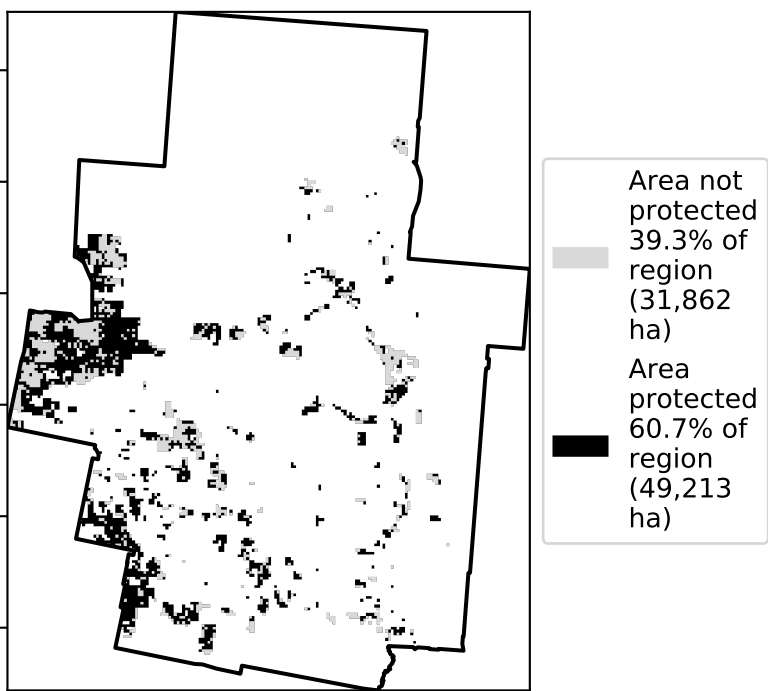 Area not
protected
39.3% of
region
(31,862
ha)
Area
protected
60.7% of
region
(49,213
ha)